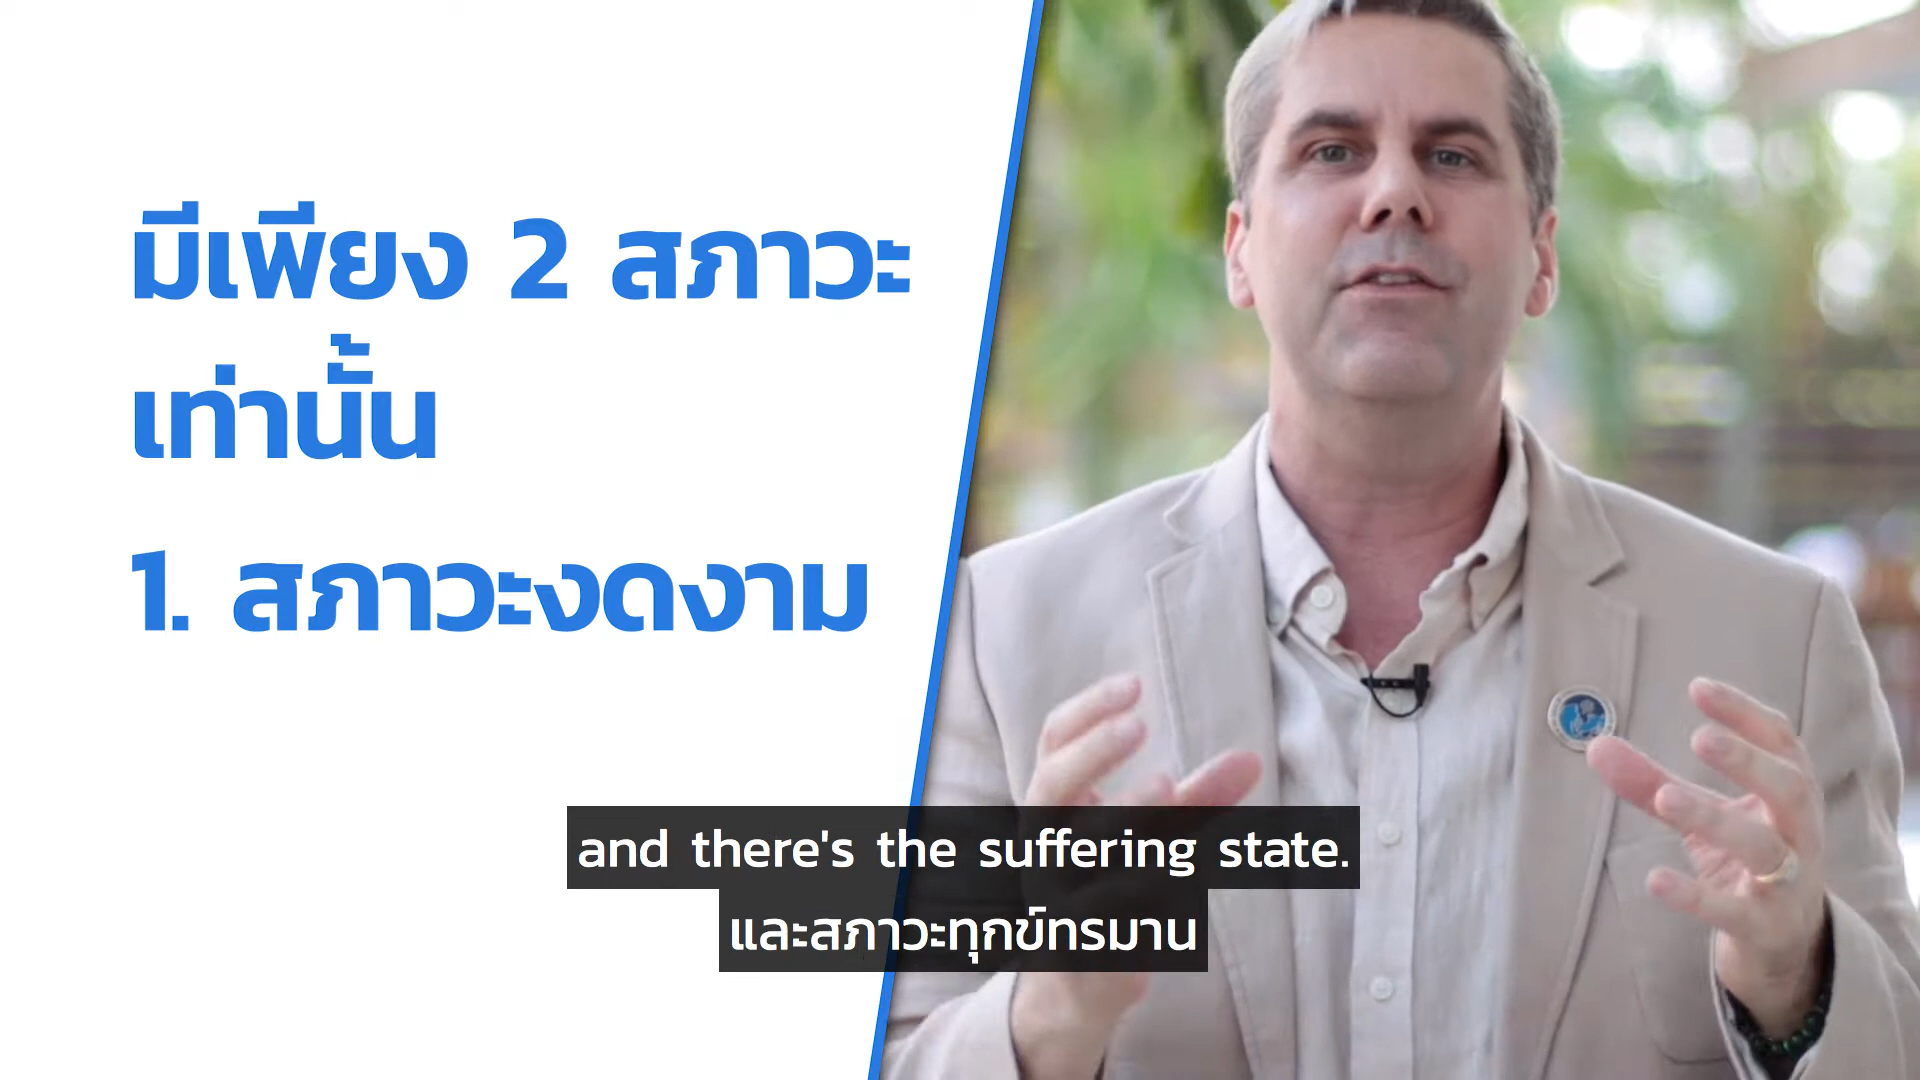 มีเพียง 2 สภาวะ
เท่านั้น
1. สภาวะงดงาม
and there's the suffering state.
และสภาวะทุกข์ทรมาน